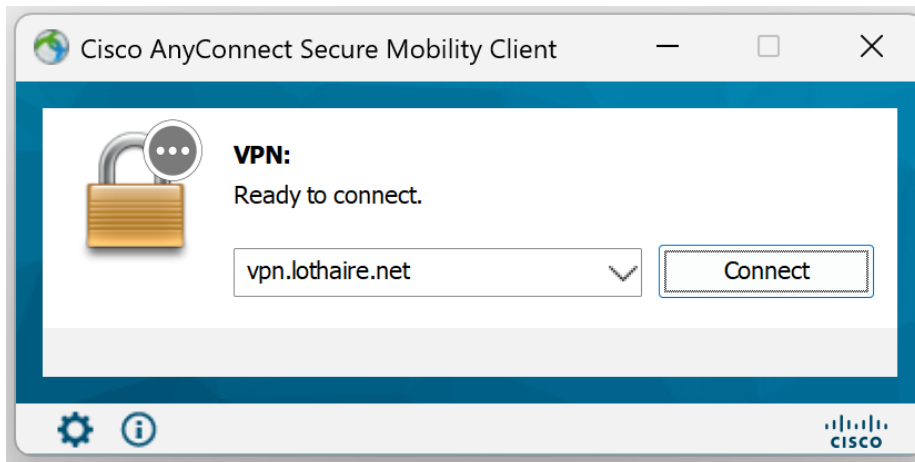 Cisco AnyConnect Secure Mobility Client
VPN:
Ready to connect.
vpn.lothaire.net
Connect
CISCO